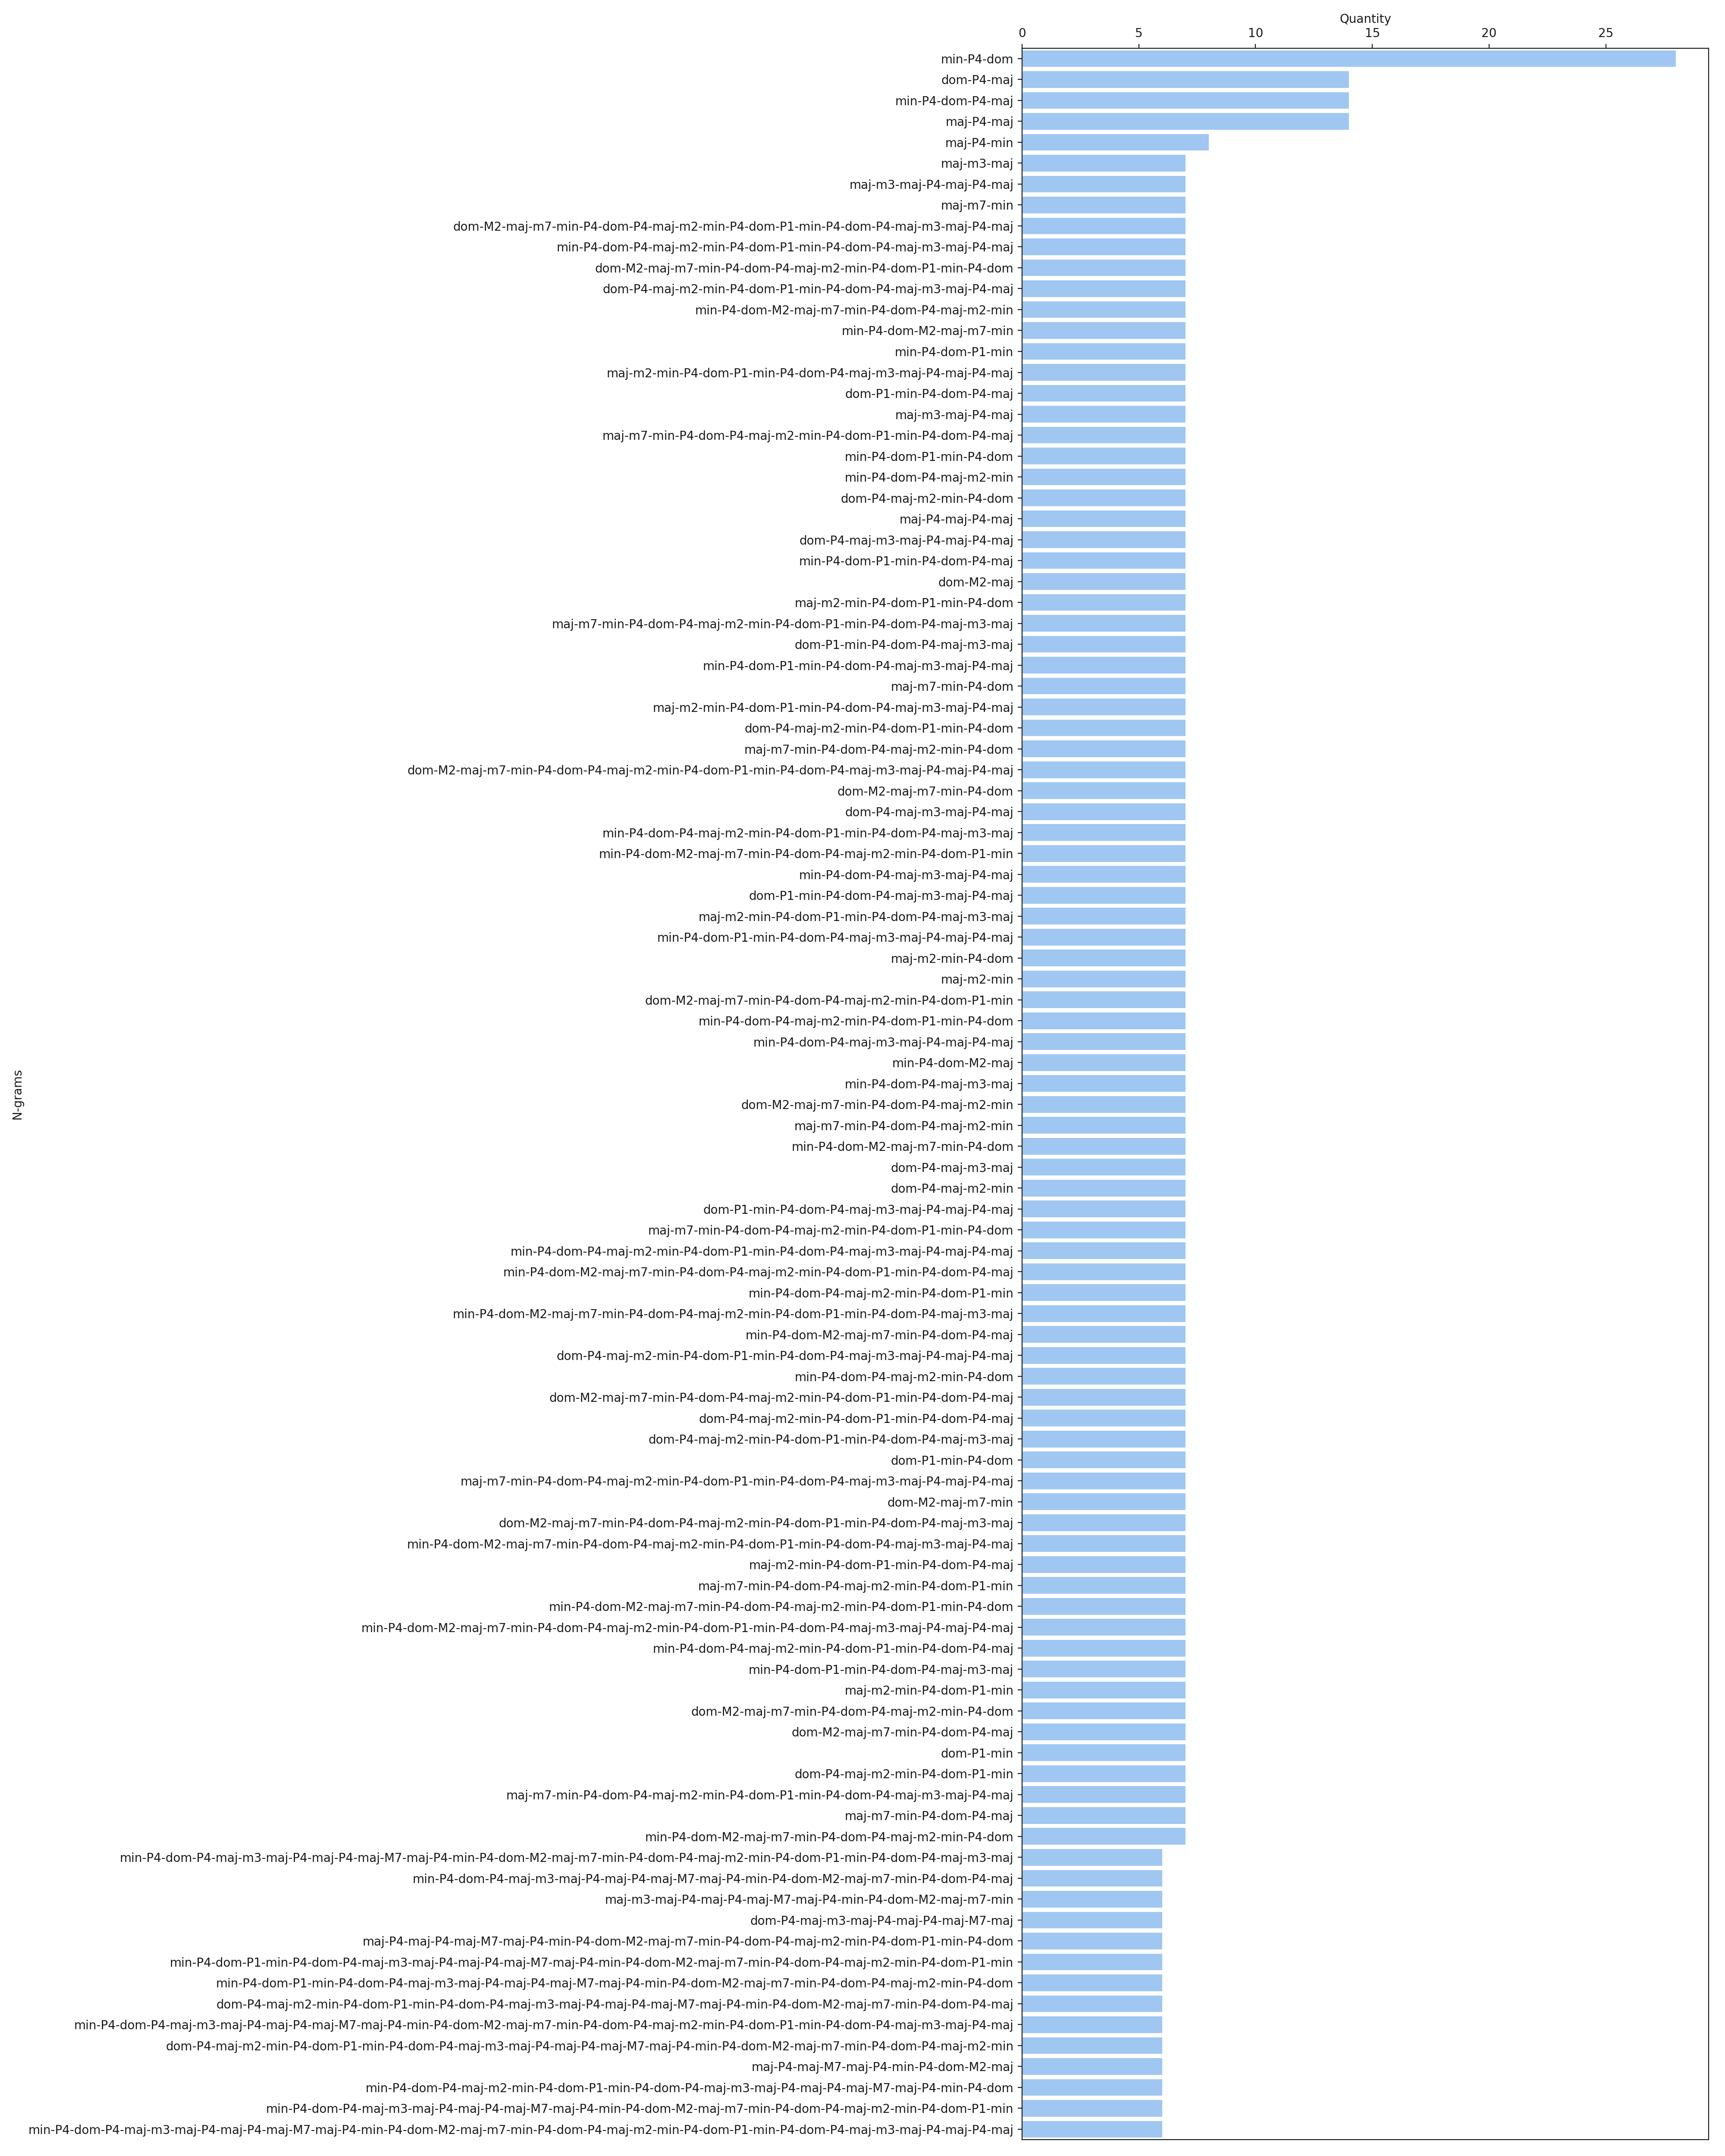 Quantity
0 5 10 15 20 25
min-P4-dom
dom-P4-maj
min-P4-dom-P4-maj
maj-P4-maj
maj-P4-min
maj-m3-maj
maj-m3-maj-P4-maj-P4-maj
maj-m7-min
dom-M2-maj-m7-min-P4-dom-P4-maj-m2-min-P4-dom-P1-min-P4-dom-P4-maj-m3-maj-P4-maj
min-P4-dom-P4-maj-m2-min-P4-dom-P1-min-P4-dom-P4-maj-m3-maj-P4-maj
dom-M2-maj-m7-min-P4-dom-P4-maj-m2-min-P4-dom-P1-min-P4-dom
dom-P4-maj-m2-min-P4-dom-P1-min-P4-dom-P4-maj-m3-maj-P4-maj
min-P4-dom-M2-maj-m7-min-P4-dom-P4-maj-m2-min
min-P4-dom-M2-maj-m7-min
min-P4-dom-P1-min
maj-m2-min-P4-dom-P1-min-P4-dom-P4-maj-m3-maj-P4-maj-P4-maj
dom-P1-min-P4-dom-P4-maj
maj-m3-maj-P4-maj
maj-m7-min-P4-dom-P4-maj-m2-min-P4-dom-P1-min-P4-dom-P4-maj
min-P4-dom-P1-min-P4-dom
min-P4-dom-P4-maj-m2-min
dom-P4-maj-m2-min-P4-dom
maj-P4-maj-P4-maj
dom-P4-maj-m3-maj-P4-maj-P4-maj
min-P4-dom-P1-min-P4-dom-P4-maj
dom-M2-maj
maj-m2-min-P4-dom-P1-min-P4-dom
maj-m7-min-P4-dom-P4-maj-m2-min-P4-dom-P1-min-P4-dom-P4-maj-m3-maj
dom-P1-min-P4-dom-P4-maj-m3-maj
min-P4-dom-P1-min-P4-dom-P4-maj-m3-maj-P4-maj
maj-m7-min-P4-dom
maj-m2-min-P4-dom-P1-min-P4-dom-P4-maj-m3-maj-P4-maj
dom-P4-maj-m2-min-P4-dom-P1-min-P4-dom
maj-m7-min-P4-dom-P4-maj-m2-min-P4-dom
dom-M2-maj-m7-min-P4-dom-P4-maj-m2-min-P4-dom-P1-min-P4-dom-P4-maj-m3-maj-P4-maj-P4-maj
dom-M2-maj-m7-min-P4-dom
dom-P4-maj-m3-maj-P4-maj
min-P4-dom-P4-maj-m2-min-P4-dom-P1-min-P4-dom-P4-maj-m3-maj
min-P4-dom-M2-maj-m7-min-P4-dom-P4-maj-m2-min-P4-dom-P1-min
min-P4-dom-P4-maj-m3-maj-P4-maj
dom-P1-min-P4-dom-P4-maj-m3-maj-P4-maj
maj-m2-min-P4-dom-P1-min-P4-dom-P4-maj-m3-maj
min-P4-dom-P1-min-P4-dom-P4-maj-m3-maj-P4-maj-P4-maj
maj-m2-min-P4-dom
maj-m2-min
dom-M2-maj-m7-min-P4-dom-P4-maj-m2-min-P4-dom-P1-min
min-P4-dom-P4-maj-m2-min-P4-dom-P1-min-P4-dom
min-P4-dom-P4-maj-m3-maj-P4-maj-P4-maj
min-P4-dom-M2-maj
min-P4-dom-P4-maj-m3-maj
dom-M2-maj-m7-min-P4-dom-P4-maj-m2-min
maj-m7-min-P4-dom-P4-maj-m2-min
min-P4-dom-M2-maj-m7-min-P4-dom
dom-P4-maj-m3-maj
dom-P4-maj-m2-min
dom-P1-min-P4-dom-P4-maj-m3-maj-P4-maj-P4-maj
maj-m7-min-P4-dom-P4-maj-m2-min-P4-dom-P1-min-P4-dom
min-P4-dom-P4-maj-m2-min-P4-dom-P1-min-P4-dom-P4-maj-m3-maj-P4-maj-P4-maj
min-P4-dom-M2-maj-m7-min-P4-dom-P4-maj-m2-min-P4-dom-P1-min-P4-dom-P4-maj
min-P4-dom-P4-maj-m2-min-P4-dom-P1-min
min-P4-dom-M2-maj-m7-min-P4-dom-P4-maj-m2-min-P4-dom-P1-min-P4-dom-P4-maj-m3-maj
min-P4-dom-M2-maj-m7-min-P4-dom-P4-maj
dom-P4-maj-m2-min-P4-dom-P1-min-P4-dom-P4-maj-m3-maj-P4-maj-P4-maj
min-P4-dom-P4-maj-m2-min-P4-dom
dom-M2-maj-m7-min-P4-dom-P4-maj-m2-min-P4-dom-P1-min-P4-dom-P4-maj
dom-P4-maj-m2-min-P4-dom-P1-min-P4-dom-P4-maj
dom-P4-maj-m2-min-P4-dom-P1-min-P4-dom-P4-maj-m3-maj
dom-P1-min-P4-dom
maj-m7-min-P4-dom-P4-maj-m2-min-P4-dom-P1-min-P4-dom-P4-maj-m3-maj-P4-maj-P4-maj
dom-M2-maj-m7-min
dom-M2-maj-m7-min-P4-dom-P4-maj-m2-min-P4-dom-P1-min-P4-dom-P4-maj-m3-maj
min-P4-dom-M2-maj-m7-min-P4-dom-P4-maj-m2-min-P4-dom-P1-min-P4-dom-P4-maj-m3-maj-P4-maj
maj-m2-min-P4-dom-P1-min-P4-dom-P4-maj
maj-m7-min-P4-dom-P4-maj-m2-min-P4-dom-P1-min
min-P4-dom-M2-maj-m7-min-P4-dom-P4-maj-m2-min-P4-dom-P1-min-P4-dom
min-P4-dom-M2-maj-m7-min-P4-dom-P4-maj-m2-min-P4-dom-P1-min-P4-dom-P4-maj-m3-maj-P4-maj-P4-maj
min-P4-dom-P4-maj-m2-min-P4-dom-P1-min-P4-dom-P4-maj
min-P4-dom-P1-min-P4-dom-P4-maj-m3-maj
maj-m2-min-P4-dom-P1-min
dom-M2-maj-m7-min-P4-dom-P4-maj-m2-min-P4-dom
dom-M2-maj-m7-min-P4-dom-P4-maj
dom-P1-min
dom-P4-maj-m2-min-P4-dom-P1-min
maj-m7-min-P4-dom-P4-maj-m2-min-P4-dom-P1-min-P4-dom-P4-maj-m3-maj-P4-maj
maj-m7-min-P4-dom-P4-maj
min-P4-dom-M2-maj-m7-min-P4-dom-P4-maj-m2-min-P4-dom
min-P4-dom-P4-maj-m3-maj-P4-maj-P4-maj-P4-maj-M7-maj-P4-min-P4-dom-M2-maj-m7-min-P4-dom-P4-maj-m2-min-P4-dom-P1-min-P4-dom-P4-maj-m3-maj
min-P4-dom-P4-maj-m3-maj-P4-maj-P4-maj-P4-maj-M7-maj-P4-min-P4-dom-M2-maj-m7-min-P4-dom-P4-maj
maj-m3-maj-P4-maj-P4-maj-P4-maj-M7-maj-P4-min-P4-dom-M2-maj-m7-min
dom-P4-maj-m3-maj-P4-maj-P4-maj-P4-maj-M7-maj
maj-P4-maj-P4-maj-M7-maj-P4-min-P4-dom-M2-maj-m7-min-P4-dom-P4-maj-m2-min-P4-dom-P1-min-P4-dom
min-P4-dom-P1-min-P4-dom-P4-maj-m3-maj-P4-maj-P4-maj-P4-maj-M7-maj-P4-min-P4-dom-M2-maj-m7-min-P4-dom-P4-maj-m2-min-P4-dom-P1-min
min-P4-dom-P1-min-P4-dom-P4-maj-m3-maj-P4-maj-P4-maj-P4-maj-M7-maj-P4-min-P4-dom-M2-maj-m7-min-P4-dom-P4-maj-m2-min-P4-dom
dom-P4-maj-m2-min-P4-dom-P1-min-P4-dom-P4-maj-m3-maj-P4-maj-P4-maj-P4-maj-M7-maj-P4-min-P4-dom-M2-maj-m7-min-P4-dom-P4-maj
min-P4-dom-P4-maj-m3-maj-P4-maj-P4-maj-P4-maj-M7-maj-P4-min-P4-dom-M2-maj-m7-min-P4-dom-P4-maj-m2-min-P4-dom-P1-min-P4-dom-P4-maj-m3-maj-P4-maj
dom-P4-maj-m2-min-P4-dom-P1-min-P4-dom-P4-maj-m3-maj-P4-maj-P4-maj-P4-maj-M7-maj-P4-min-P4-dom-M2-maj-m7-min-P4-dom-P4-maj-m2-min
maj-P4-maj-M7-maj-P4-min-P4-dom-M2-maj
min-P4-dom-P4-maj-m2-min-P4-dom-P1-min-P4-dom-P4-maj-m3-maj-P4-maj-P4-maj-P4-maj-M7-maj-P4-min-P4-dom
min-P4-dom-P4-maj-m3-maj-P4-maj-P4-maj-P4-maj-M7-maj-P4-min-P4-dom-M2-maj-m7-min-P4-dom-P4-maj-m2-min-P4-dom-P1-min
min-P4-dom-P4-maj-m3-maj-P4-maj-P4-maj-P4-maj-M7-maj-P4-min-P4-dom-M2-maj-m7-min-P4-dom-P4-maj-m2-min-P4-dom-P1-min-P4-dom-P4-maj-m3-maj-P4-maj-P4-maj
N-grams